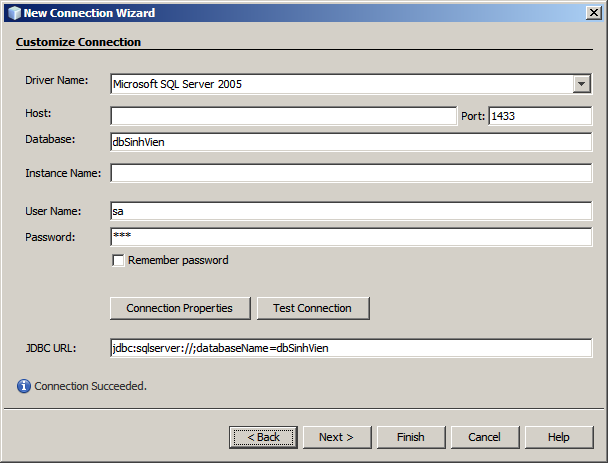 New Connection Wizard
Customize Connection
Driver Name: Microsoft SQL Server 2005
Host: Port: 1433
Database: dbSinhVien
Instance Name:
User Name: sa
Password: ***
Remember password
Connection Properties Test Connection
JDBC URL: jdbc:sqlserver://;databaseName=dbSinhVien
Connection Succeeded.
< Back Next > Finish Cancel Help